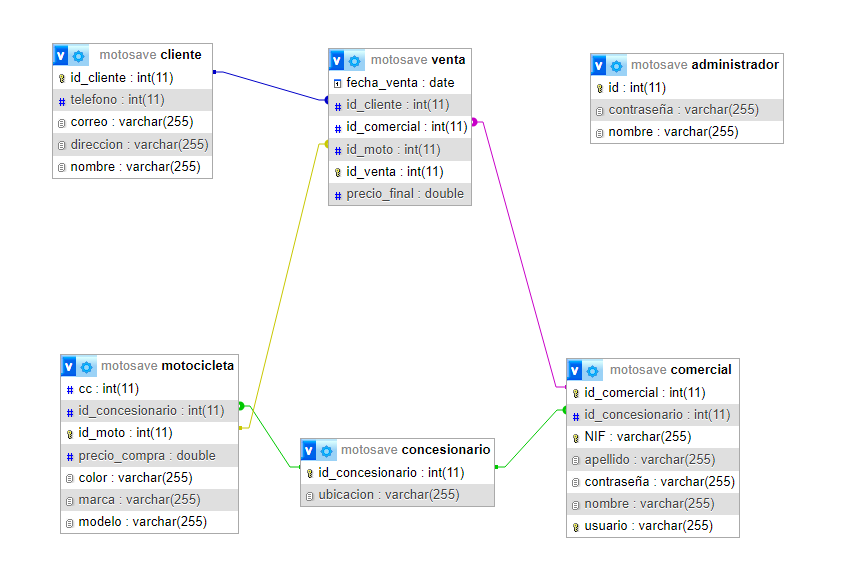 motosave cliente
id_cliente : int(11)
telefono : int(11)
correo : varchar(255)
direccion : varchar(255)
nombre : varchar(255)
motosave venta
fecha_venta : date
id_cliente : int(11)
id_comercial : int(11)
id_moto : int(11)
id_venta : int(11)
precio_final : double
motosave administrador
id : int(11)
contraseña : varchar(255)
nombre : varchar(255)
motosave motocicleta
cc : int(11)
id_concesionario : int(11)
id_moto : int(11)
precio_compra : double
color : varchar(255)
marca : varchar(255)
modelo : varchar(255)
motosave concesionario
id_concesionario : int(11)
ubicacion : varchar(255)
motosave comercial
id_comercial : int(11)
id_concesionario : int(11)
NIF : varchar(255)
apellido : varchar(255)
contraseña : varchar(255)
nombre : varchar(255)
usuario : varchar(255)